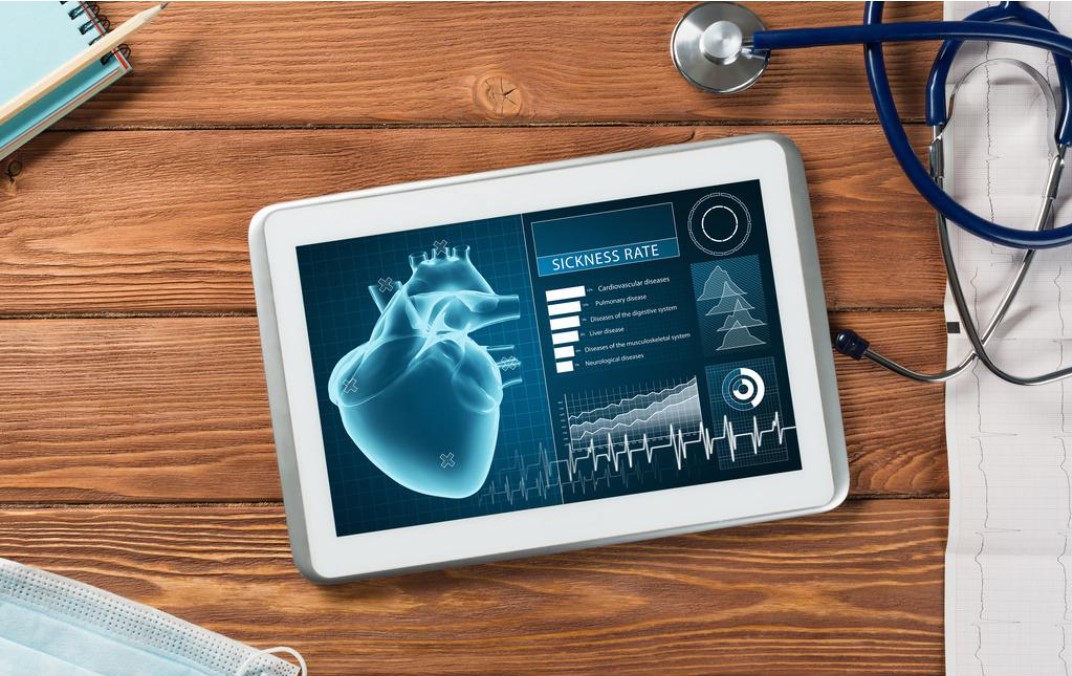 SICKNESS RATE
Cardiovascular diseases
Pulmonary disease
Diseases of the digestive system
Liver disease
Diseases of the musculoskeletal system
Neurological diseases